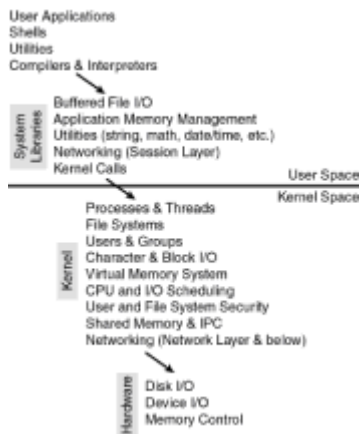 User Applications
Shells
Utilities
Compilers & Interpreters
System
Libraries
Buffered File I/O
Application Memory Management
Utilities (string, math, date/time, etc.)
Networking (Session Layer)
Kernel Calls
User Space
Kernel Space
Kernel
Processes & Threads
File Systems
Users & Groups
Character & Block I/O
Virtual Memory System
CPU and I/O Scheduling
User and File System Security
Shared Memory & IPC
Networking (Network Layer & below)
Hardware
Disk I/O
Device I/O
Memory Control